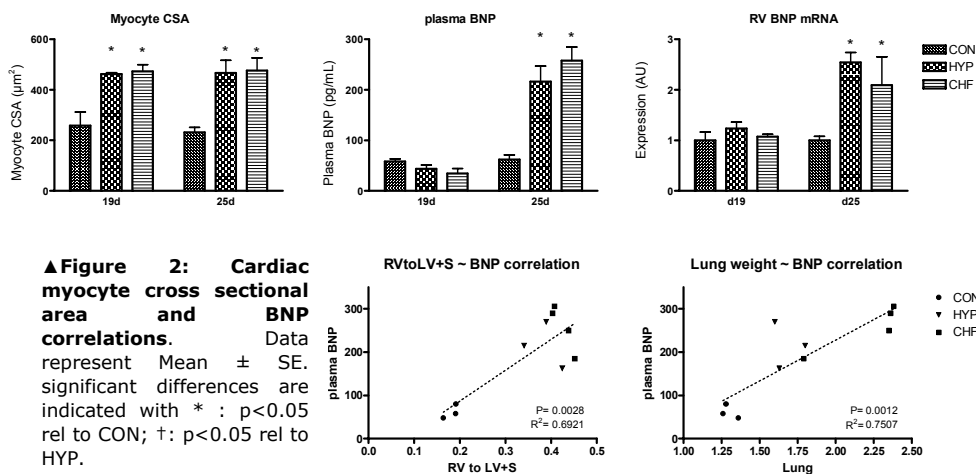 Myocyte CSA
Myocyte CSA (µm²)
600
400
200
0
* * * *
19d 25d
plasma BNP
Plasma BNP (pg/mL)
300
200
100
0
* *
19d 25d
RV BNP mRNA
Expression (AU)
3
2
1
0
* *
d19 d25
CON
HYP
CHF
▲Figure 2: Cardiac
myocyte cross sectional
area and BNP
correlations. Data
represent Mean ± SE.
significant differences are
indicated with * : p<0.05
rel to CON; †: p<0.05 rel to
HYP.
RVtoLV+S ~ BNP correlation
plasma BNP
300
200
100
0
P= 0.0028
R²= 0.6921
0.0 0.1 0.2 0.3 0.4 0.5
RV to LV+S
Lung weight ~ BNP correlation
plasma BNP
300
200
100
0
P= 0.0012
R²= 0.7507
1.00 1.25 1.50 1.75 2.00 2.25 2.50
Lung
CON
HYP
CHF